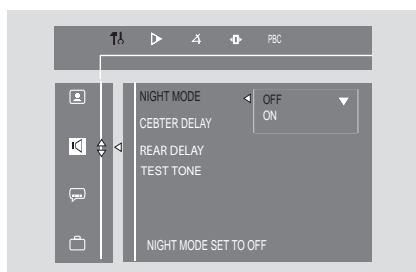 PBC
NIGHT MODE
OFF
ON
CEBTER DELAY
REAR DELAY
TEST TONE
NIGHT MODE SET TO OFF